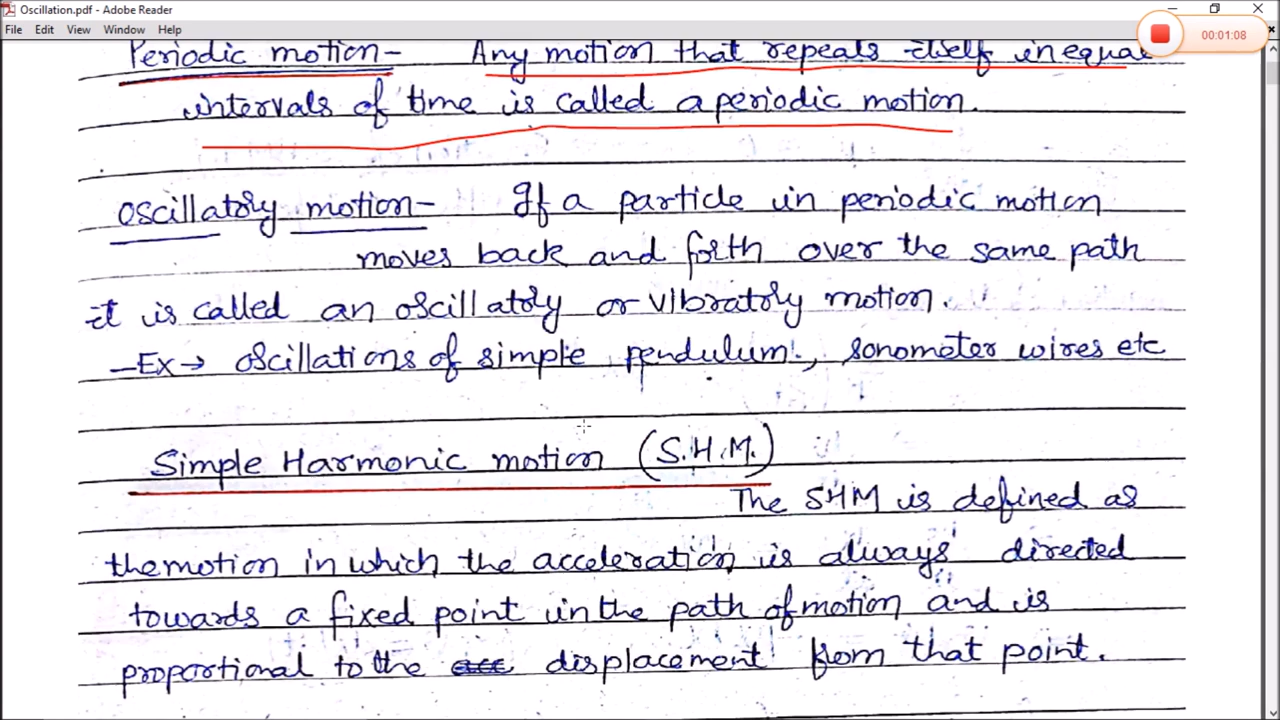 Oscillation.pdf - Adobe Reader
File Edit View Window Help
00:01:08
Periodic motion- Any motion that repeats itself in equal
intervals of time is called a periodic motion.
Oscillatory motion- If a particle in periodic motion
moves back and forth over the same path
it is called an oscillatory or vibratory motion.
-Ex→ oscillations of simple pendulum, sonometer wires etc
Simple Harmonic motion (S.H.M.)
The SHM is defined as
the motion in which the acceleration is always directed
towards a fixed point in the path of motion and is
proportional to the displacement from that point.